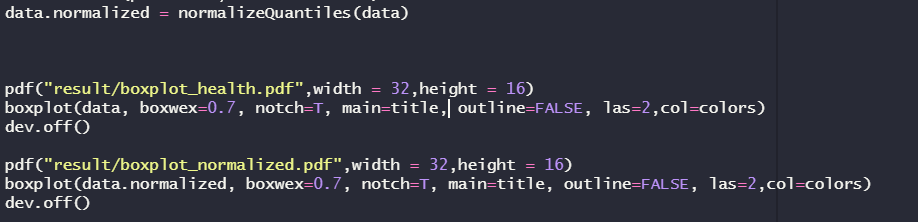 data.normalized = normalizeQuantiles(data)
pdf("result/boxplot_health.pdf",width = 32,height = 16)
boxplot(data, boxwex=0.7, notch=T, main=title, outline=FALSE, las=2,col=colors)
dev.off()
pdf("result/boxplot_normalized.pdf",width = 32,height = 16)
boxplot(data.normalized, boxwex=0.7, notch=T, main=title, outline=FALSE, las=2,col=colors)
dev.off()